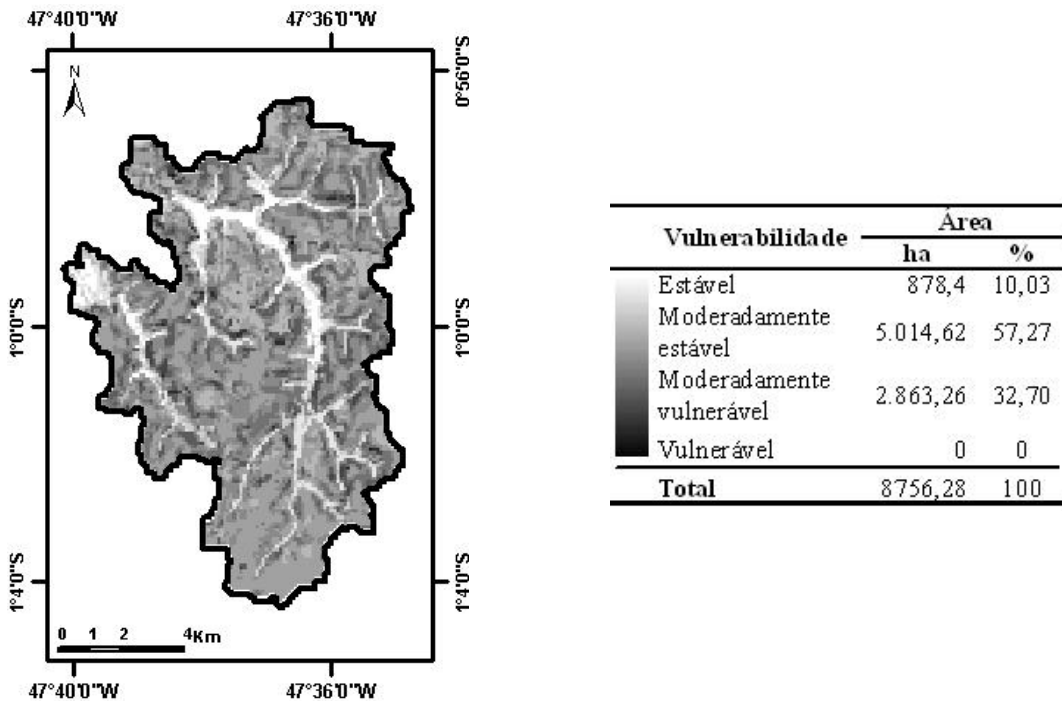 47°40'0"W 47°36'0"W
N
0°56'0"S
1°0'0"S 1°0'0"S
1°4'0"S 1°4'0"S
0 1 2 4Km
47°40'0"W 47°36'0"W
Vulnerabilidade Área
ha %
Estável 878,4 10,03
Moderadamente
estável 5.014,62 57,27
Moderadamente
vulnerável 2.863,26 32,70
Vulnerável 0 0
Total 8756,28 100